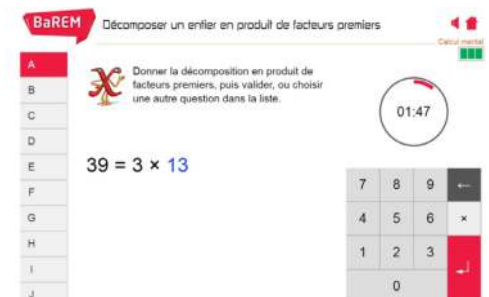 BaREM
Décomposer un entier en produit de facteurs premiers
Calcul mental
A
B
C
D
E
F
G
H
I
J
Donner la décomposition en produit de
facteurs premiers, puis valider, ou choisir
une autre question dans la liste.
01:47
39 = 3 × 13
7 8 9 ←
4 5 6 ×
1 2 3
0